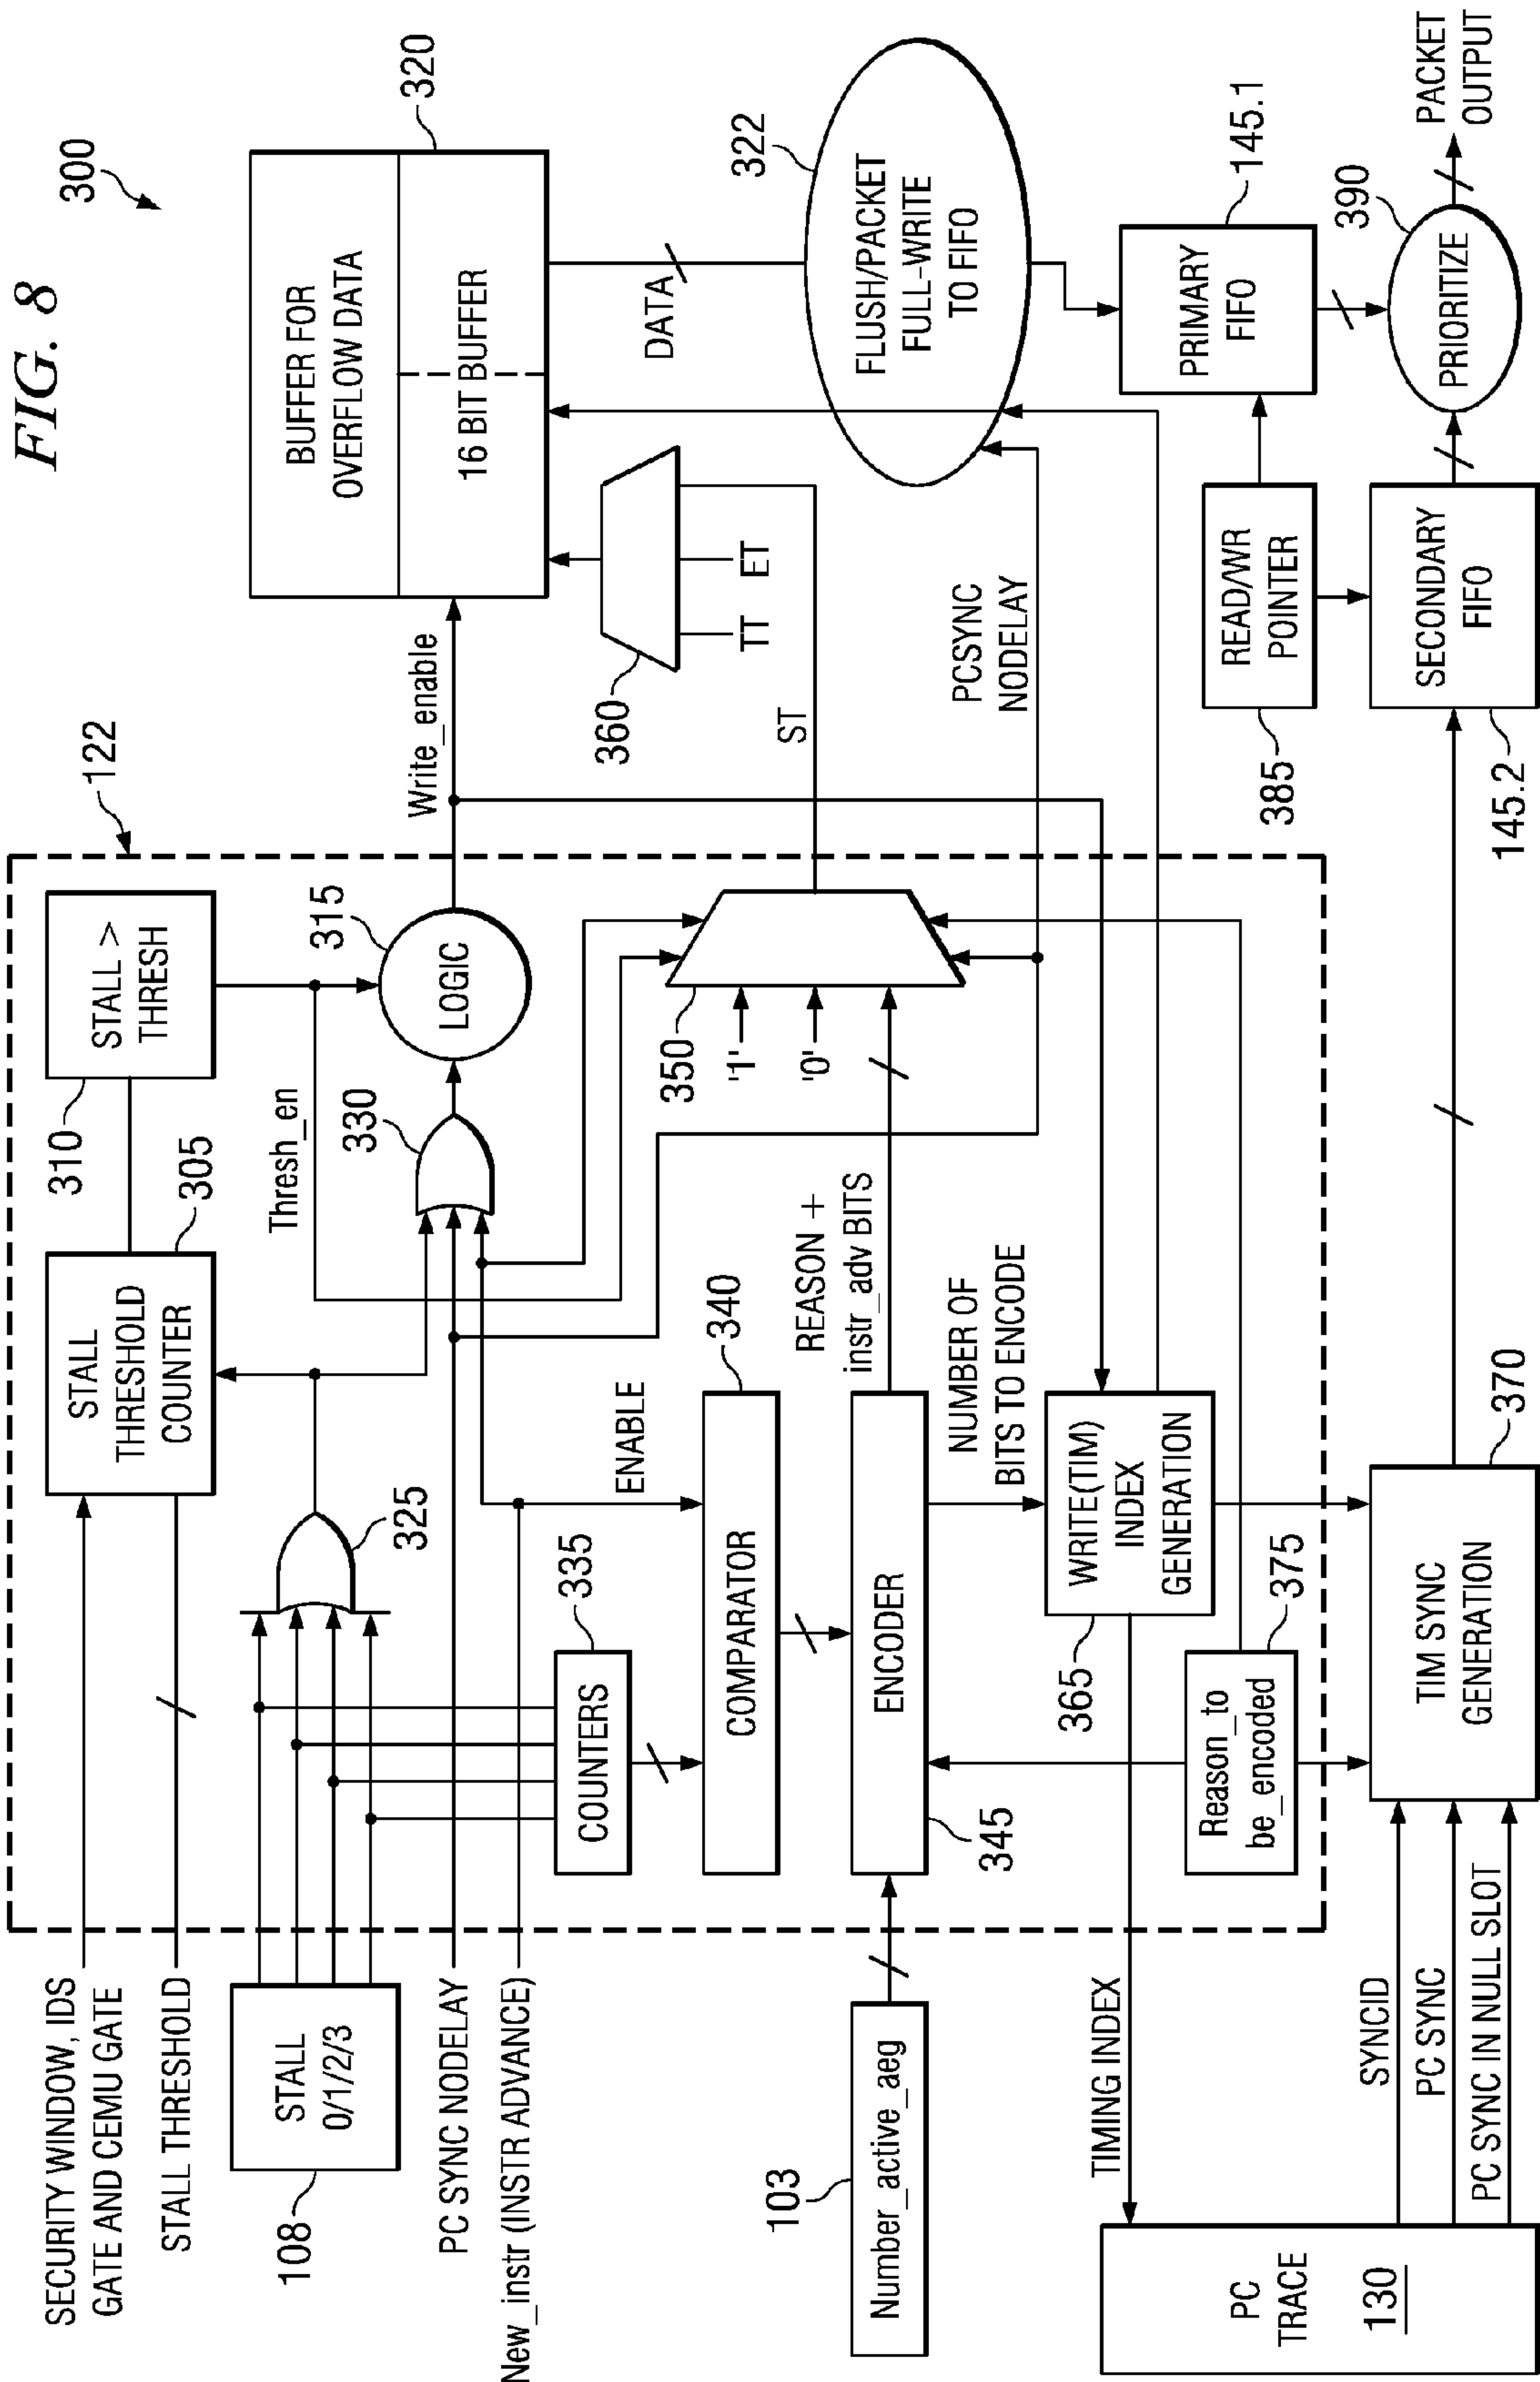 FIG. 8
300
122
SECURITY WINDOW, IDS
GATE AND CEMU GATE
STALL THRESHOLD
STALL
THRESHOLD
COUNTER
305
STALL >
THRESH
310
Thresh_en
STALL
0/1/2/3
108
325
330
LOGIC
315
Write_enable
BUFFER FOR
OVERFLOW DATA
16 BIT BUFFER
320
PC SYNC NODELAY
New_instr (INSTR ADVANCE)
COUNTERS
335
ENABLE
COMPARATOR
340
350
'1'
'0'
ST
360
TT
ET
DATA
FLUSH/PACKET
FULL-WRITE
TO FIFO
322
Number_active_aeg
103
ENCODER
345
REASON +
instr_adv BITS
NUMBER OF
BITS TO ENCODE
PCSYNC
NODELAY
WRITE(TIM)
INDEX
GENERATION
365
TIMING INDEX
Reason_to
be_encoded
375
READ/WR
POINTER
385
PRIMARY
FIFO
145.1
PC
TRACE
130
SYNCID
PC SYNC
PC SYNC IN NULL SLOT
TIM SYNC
GENERATION
370
SECONDARY
FIFO
145.2
PRIORITIZE
390
PACKET
OUTPUT